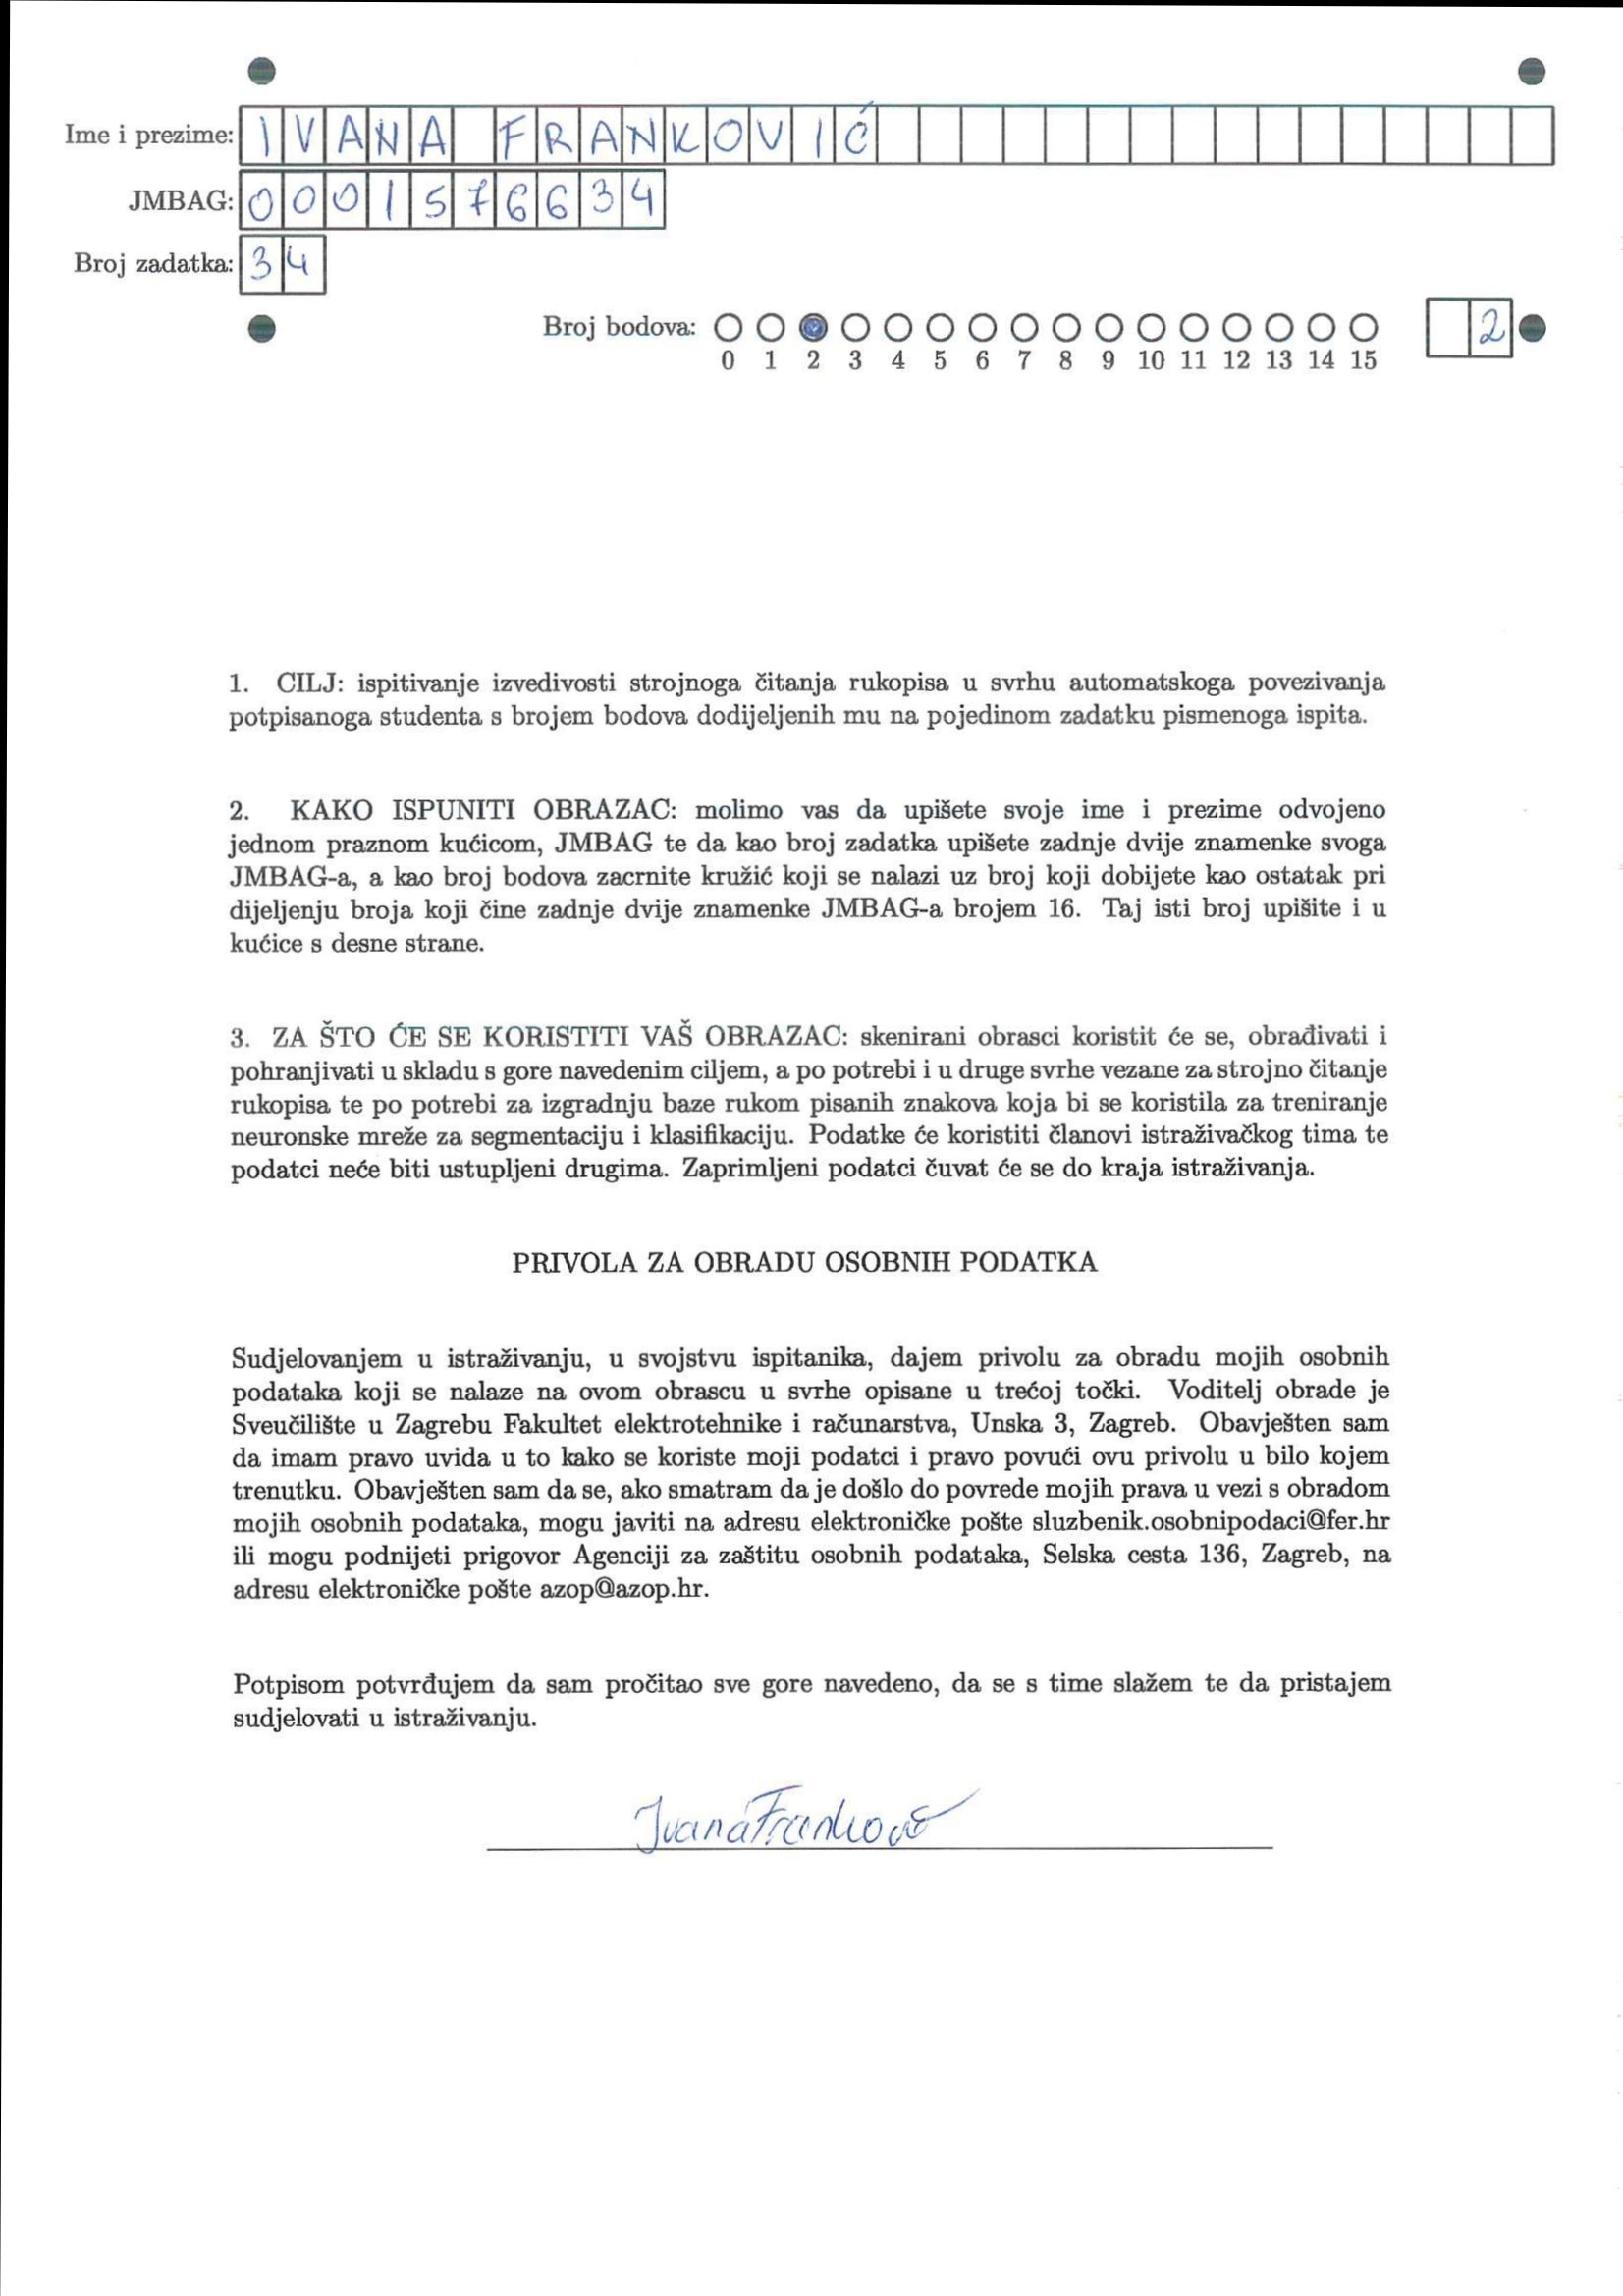 Ime i prezime: IVANA FRANKOVIĆ
JMBAG: 0001576634
Broj zadatka: 34
Broj bodova: 2
0 1 2 3 4 5 6 7 8 9 10 11 12 13 14 15
1. CILJ: ispitivanje izvedivosti strojnoga čitanja rukopisa u svrhu automatskoga povezivanja
potpisanoga studenta s brojem bodova dodijeljenih mu na pojedinom zadatku pismenoga ispita.
2. KAKO ISPUNITI OBRAZAC: molimo vas da upišete svoje ime i prezime odvojeno
jednom praznom kućicom, JMBAG te da kao broj zadatka upišete zadnje dvije znamenke svoga
JMBAG-a, a kao broj bodova zacrnite kružić koji se nalazi uz broj koji dobijete kao ostatak pri
dijeljenju broja koji čine zadnje dvije znamenke JMBAG-a brojem 16. Taj isti broj upišite i u
kućice s desne strane.
3. ZA ŠTO ĆE SE KORISTITI VAŠ OBRAZAC: skenirani obrasci koristit će se, obrađivati i
pohranjivati u skladu s gore navedenim ciljem, a po potrebi i u druge svrhe vezane za strojno čitanje
rukopisa te po potrebi za izgradnju baze rukom pisanih znakova koja bi se koristila za treniranje
neuronske mreže za segmentaciju i klasifikaciju. Podatke će koristiti članovi istraživačkog tima te
podatci neće biti ustupljeni drugima. Zaprimljeni podatci čuvat će se do kraja istraživanja.
PRIVOLA ZA OBRADU OSOBNIH PODATKA
Sudjelovanjem u istraživanju, u svojstvu ispitanika, dajem privolu za obradu mojih osobnih
podataka koji se nalaze na ovom obrascu u svrhe opisane u trećoj točki. Voditelj obrade je
Sveučilište u Zagrebu Fakultet elektrotehnike i računarstva, Unska 3, Zagreb. Obavješten sam
da imam pravo uvida u to kako se koriste moji podatci i pravo povući ovu privolu u bilo kojem
trenutku. Obavješten sam da se, ako smatram da je došlo do povrede mojih prava u vezi s obradom
mojih osobnih podataka, mogu javiti na adresu elektroničke pošte sluzbenik.osobnipodaci@fer.hr
ili mogu podnijeti prigovor Agenciji za zaštitu osobnih podataka, Selska cesta 136, Zagreb, na
adresu elektroničke pošte azop@azop.hr.
Potpisom potvrđujem da sam pročitao sve gore navedeno, da se s time slažem te da pristajem
sudjelovati u istraživanju.
Ivana Franković